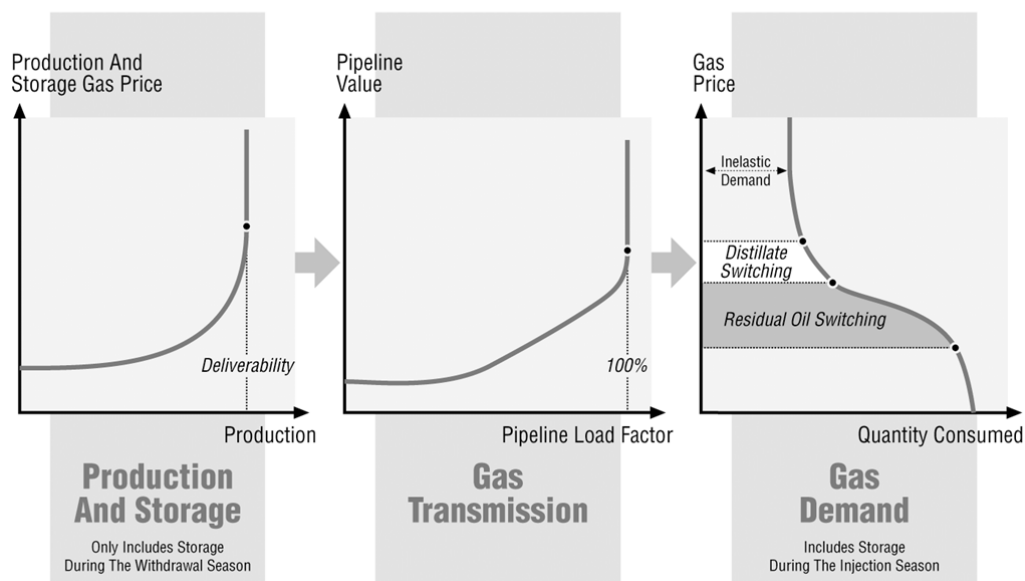 Production And
Storage Gas Price
Deliverability
Production
Production
And Storage
Only Includes Storage
During The Withdrawal Season
Pipeline
Value
100%
Pipeline Load Factor
Gas
Transmission
Gas
Price
Inelastic
Demand
Distillate
Switching
Residual Oil Switching
Quantity Consumed
Gas
Demand
Includes Storage
During The Injection Season